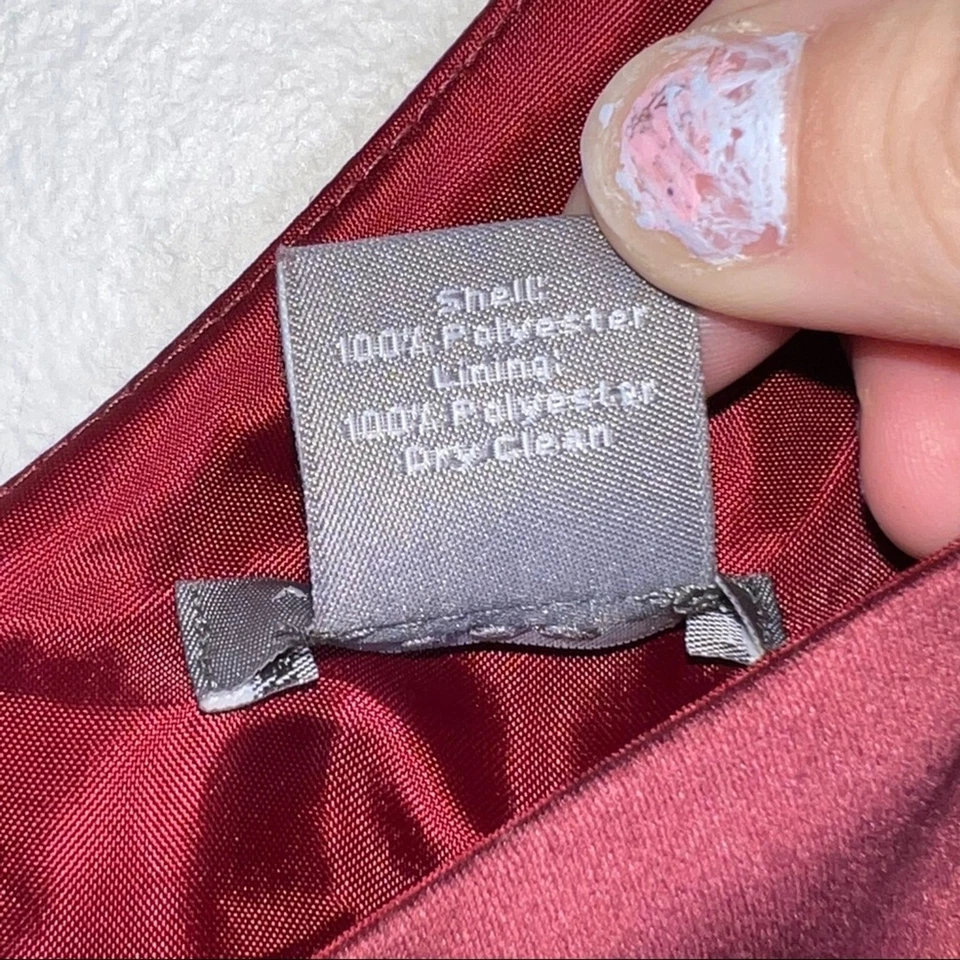 Shell:
100% Polyester
Lining:
100% Polyester
Dry Clean